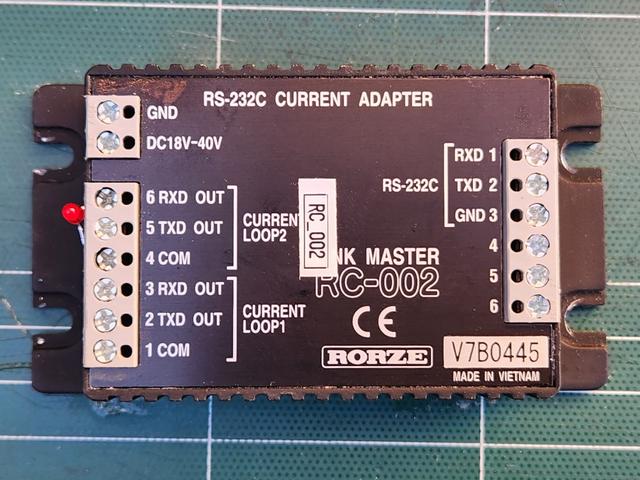 RS-232C CURRENT ADAPTER
GND
DC18V-40V
6 RXD OUT
5 TXD OUT
4 COM
CURRENT
LOOP2
3 RXD OUT
2 TXD OUT
1 COM
CURRENT
LOOP1
RC_002
RS-232C
RXD 1
TXD 2
GND 3
4
5
6
NK MASTER
RC-002
CE
RORZE
V7B0445
MADE IN VIETNAM